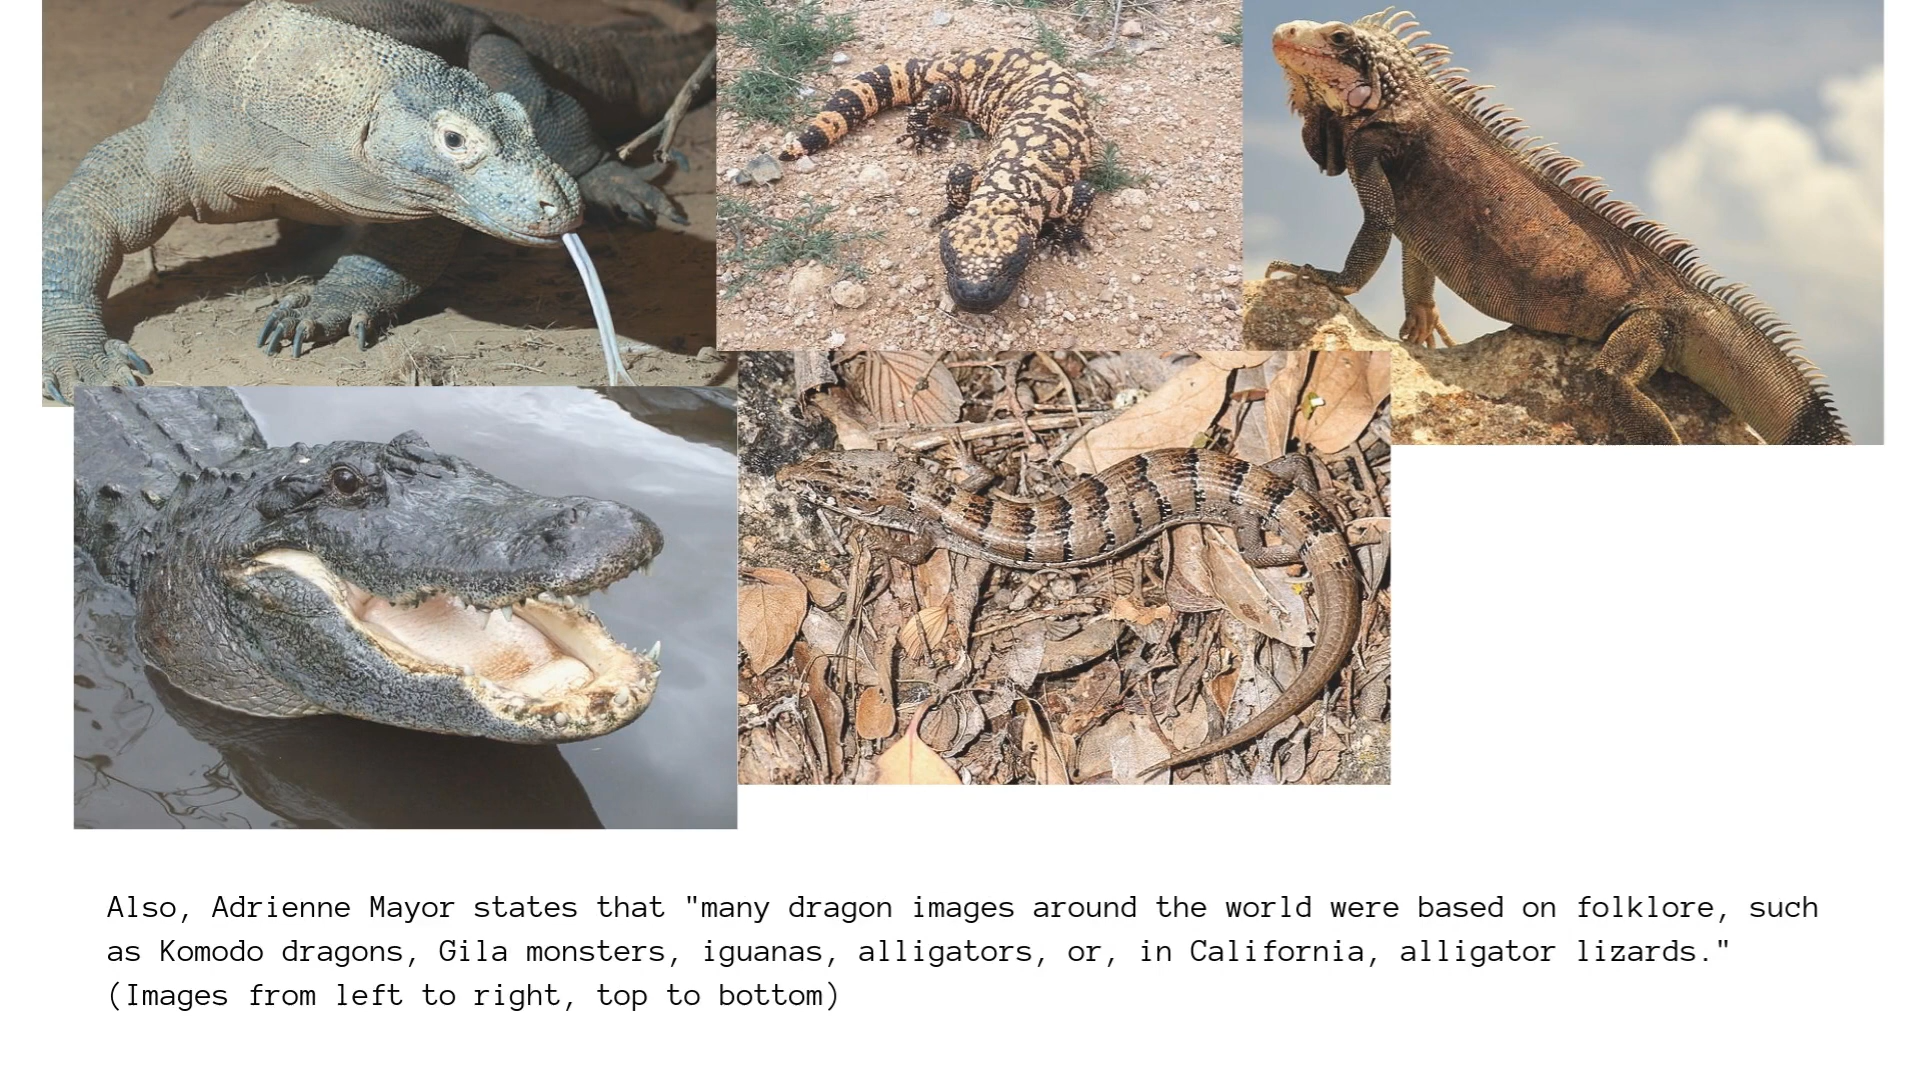 Also, Adrienne Mayor states that "many dragon images around the world were based on folklore, such
as Komodo dragons, Gila monsters, iguanas, alligators, or, in California, alligator lizards."
(Images from left to right, top to bottom)